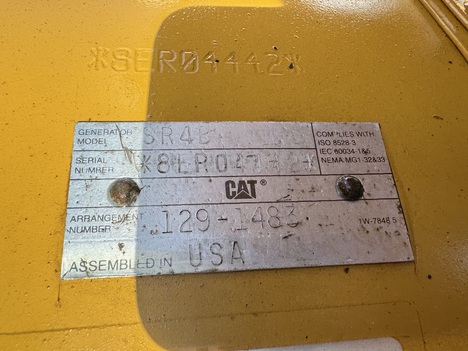 *8ER04442*
GENERATOR MODEL SR4B
COMPLIES WITH
ISO 8528-3
IEC 60034-1&5
NEMA MG1-32&33
SERIAL NUMBER
CAT
ARRANGEMENT NUMBER 129-1483
1W-7848 5
ASSEMBLED IN USA